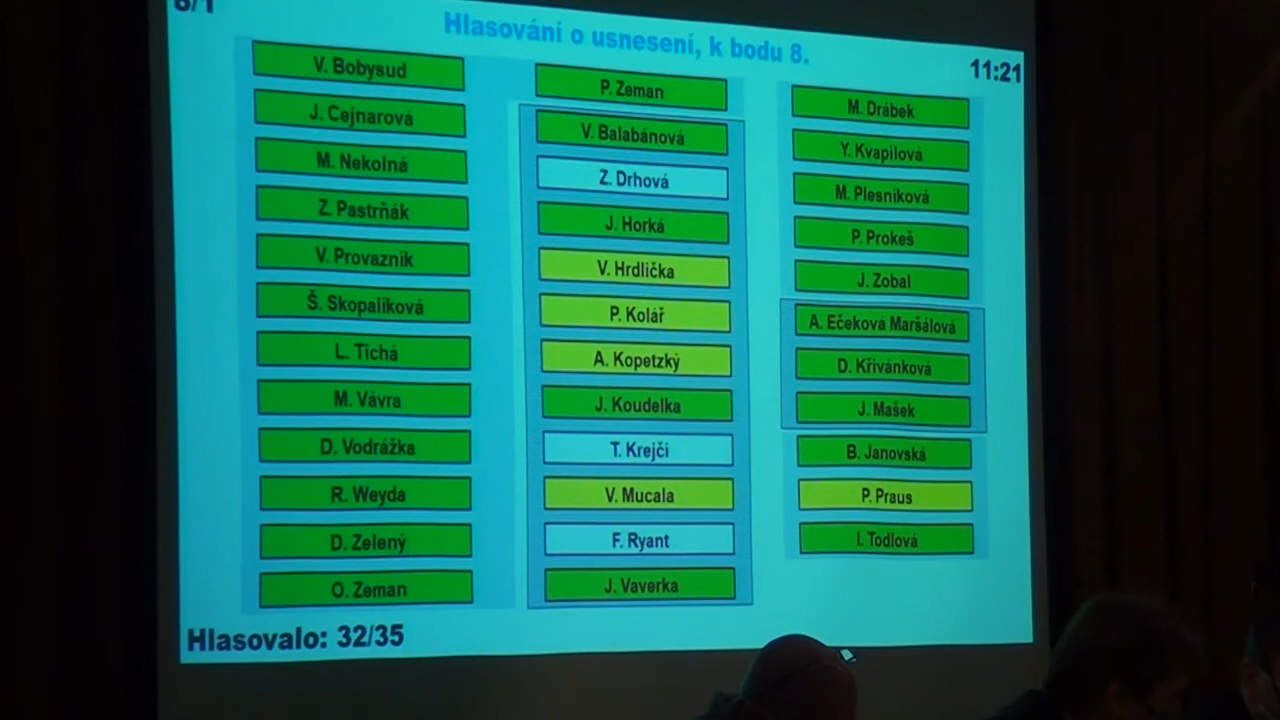 8/1
Hlasování o usnesení, k bodu 8.
11:21
V. Bobysud
J. Cejnarová
M. Nekolná
Z. Pastrňák
V. Provazník
Š. Skopalíková
L. Tichá
M. Vávra
D. Vodrážka
R. Weyda
D. Zelený
O. Zeman
P. Zeman
V. Balabánová
Z. Drhová
J. Horká
V. Hrdlička
P. Kolář
A. Kopetzký
J. Koudelka
T. Krejčí
V. Mucala
F. Ryant
J. Vaverka
M. Drábek
Y. Kvapilová
M. Plesníková
P. Prokeš
J. Zobal
A. Ečeková Maršálová
D. Křivánková
J. Mašek
B. Janovská
P. Praus
I. Todlová
Hlasovalo: 32/35